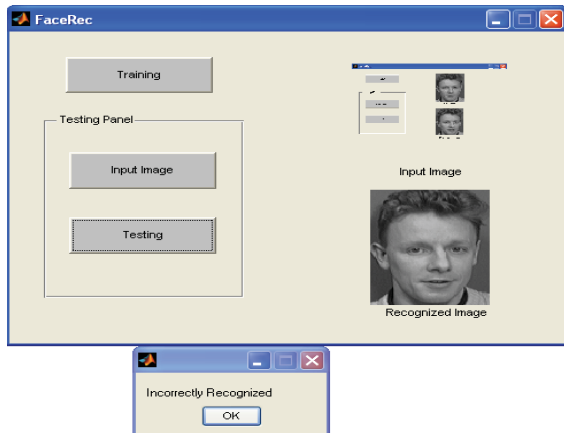 FaceRec
Training
Testing Panel
Input Image
Testing
Input Image
Recognized Image
Incorrectly Recognized
OK